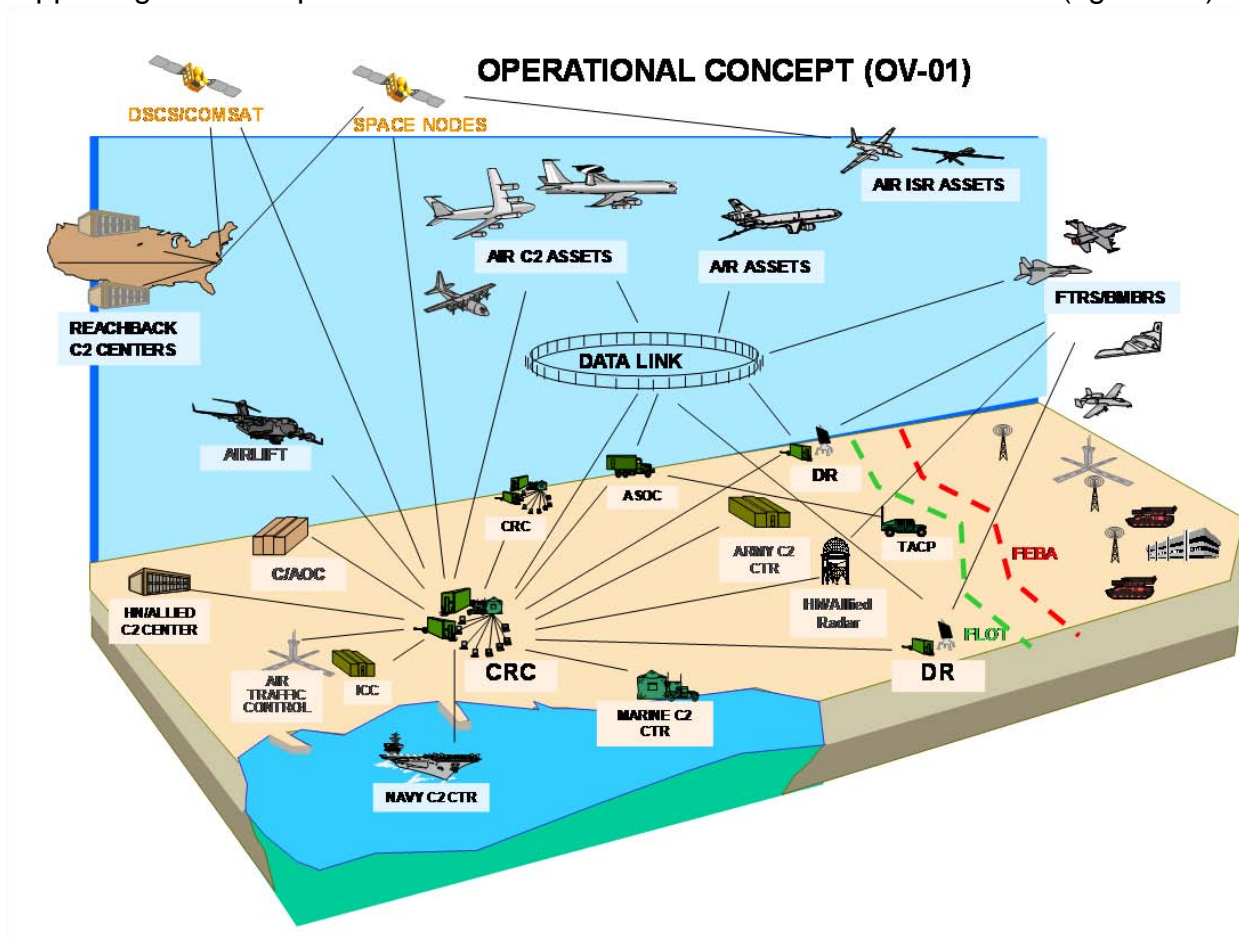 OPERATIONAL CONCEPT (OV-01)
DSCS/COMSAT
SPACE NODES
AIR ISR ASSETS
AIR C2 ASSETS
A/R ASSETS
FTRS/BMBRS
REACHBACK
C2 CENTERS
DATA LINK
AIRLIFT
DR
ASOC
CRC
ARMY C2
CTR
TACP
FEBA
C/AOC
HN/ALLIED
C2 CENTER
HN/Allied
Radar
FLOT
CRC
DR
AIR
TRAFFIC
CONTROL
ICC
MARINE C2
CTR
NAVY C2 CTR